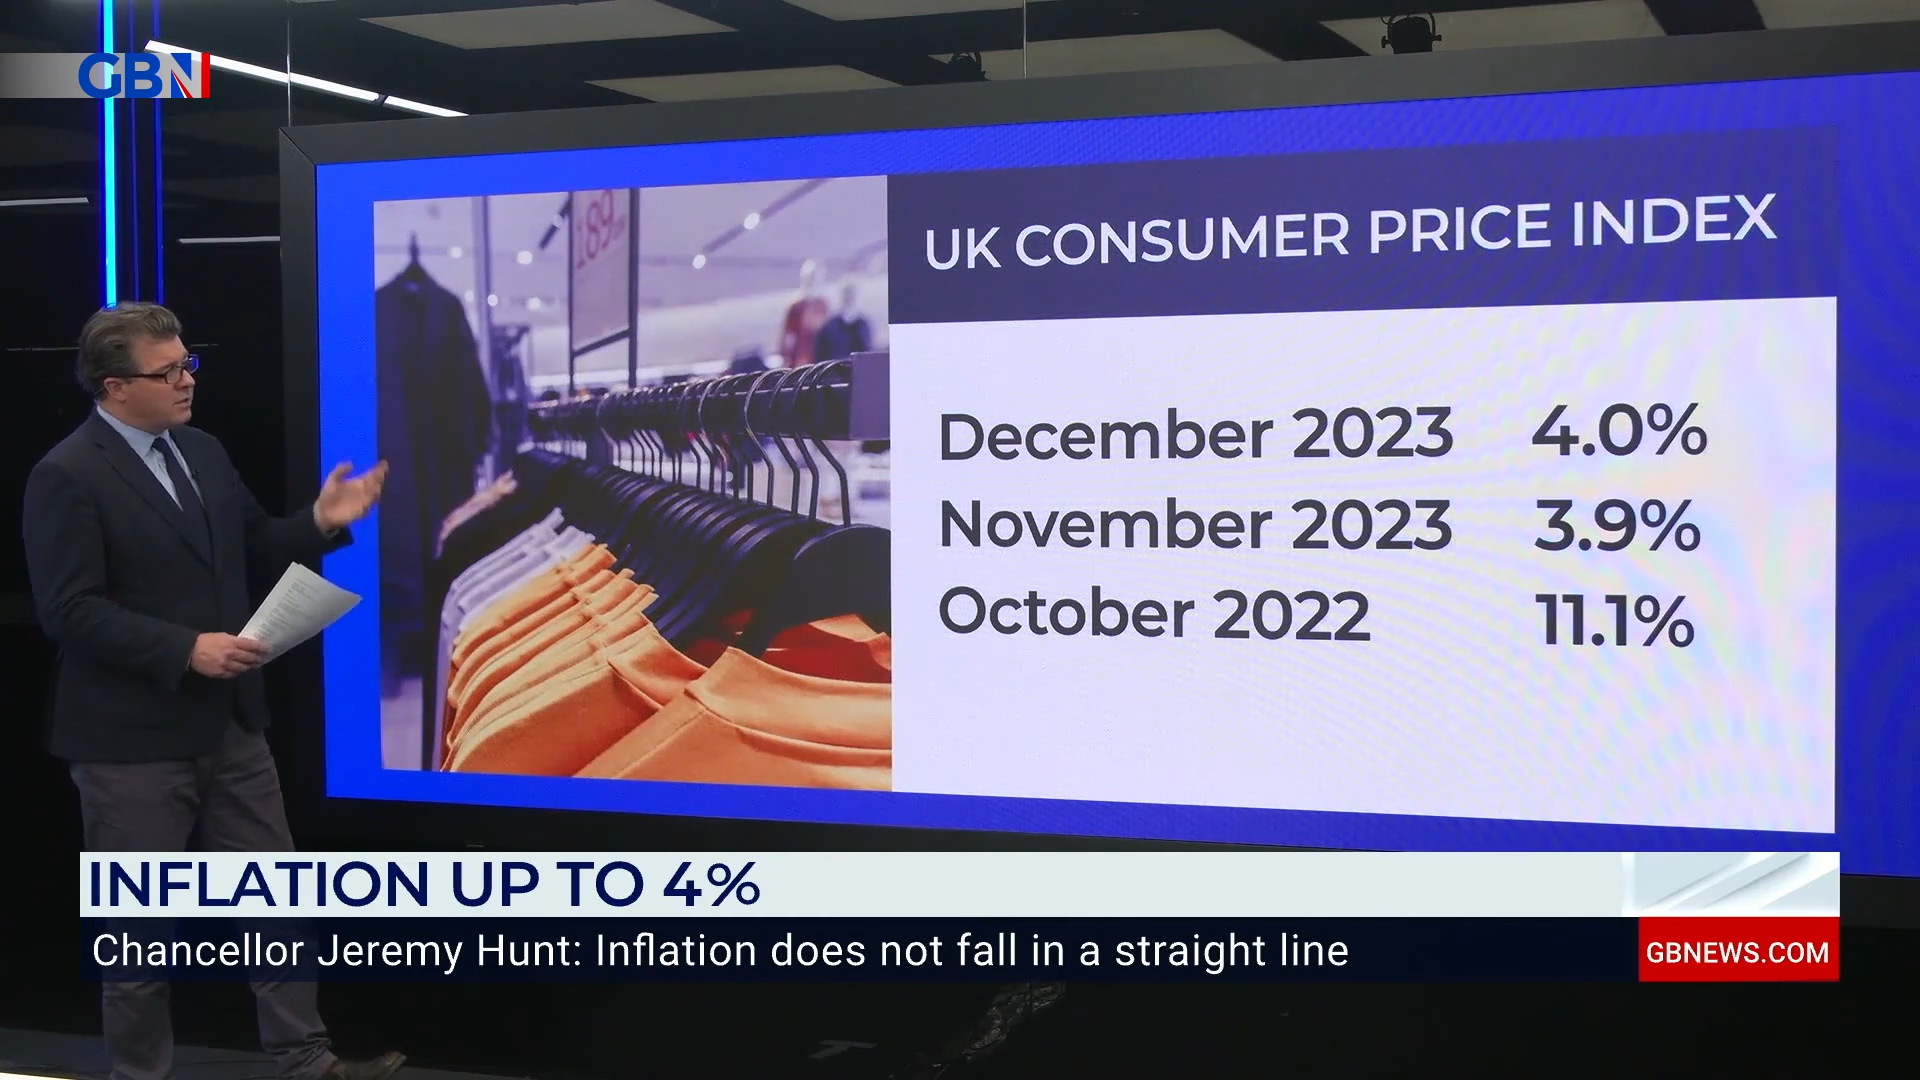 GBN
189
UK CONSUMER PRICE INDEX
December 2023 4.0%
November 2023 3.9%
October 2022 11.1%
INFLATION UP TO 4%
Chancellor Jeremy Hunt: Inflation does not fall in a straight line
GBNEWS.COM